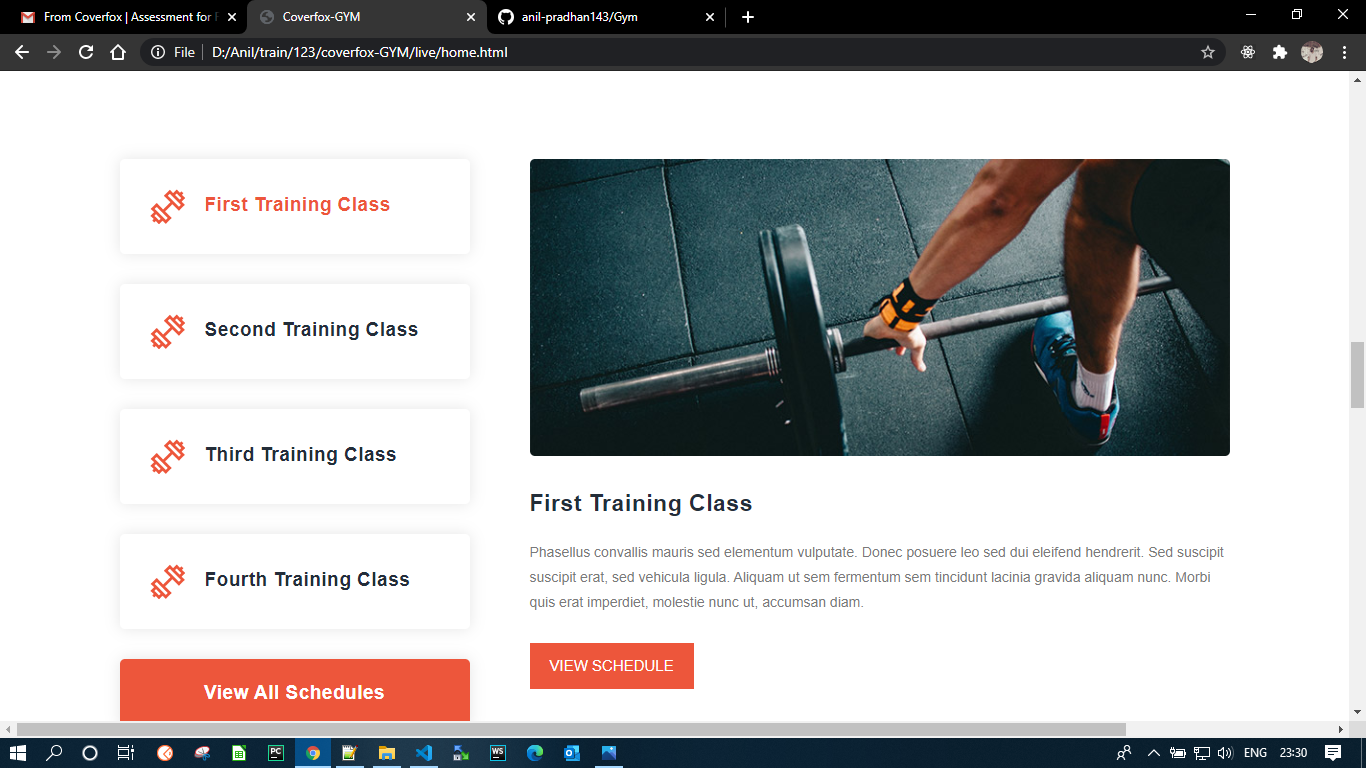 From Coverfox | Assessment for F
Coverfox-GYM
anil-pradhan143/Gym
File
D:/Anil/train/123/coverfox-GYM/live/home.html
First Training Class
Second Training Class
Third Training Class
Fourth Training Class
View All Schedules
First Training Class
Phasellus convallis mauris sed elementum vulputate. Donec posuere leo sed dui eleifend hendrerit. Sed suscipit
suscipit erat, sed vehicula ligula. Aliquam ut sem fermentum sem tincidunt lacinia gravida aliquam nunc. Morbi
quis erat imperdiet, molestie nunc ut, accumsan diam.
VIEW SCHEDULE
PC
WS
ENG
23:30